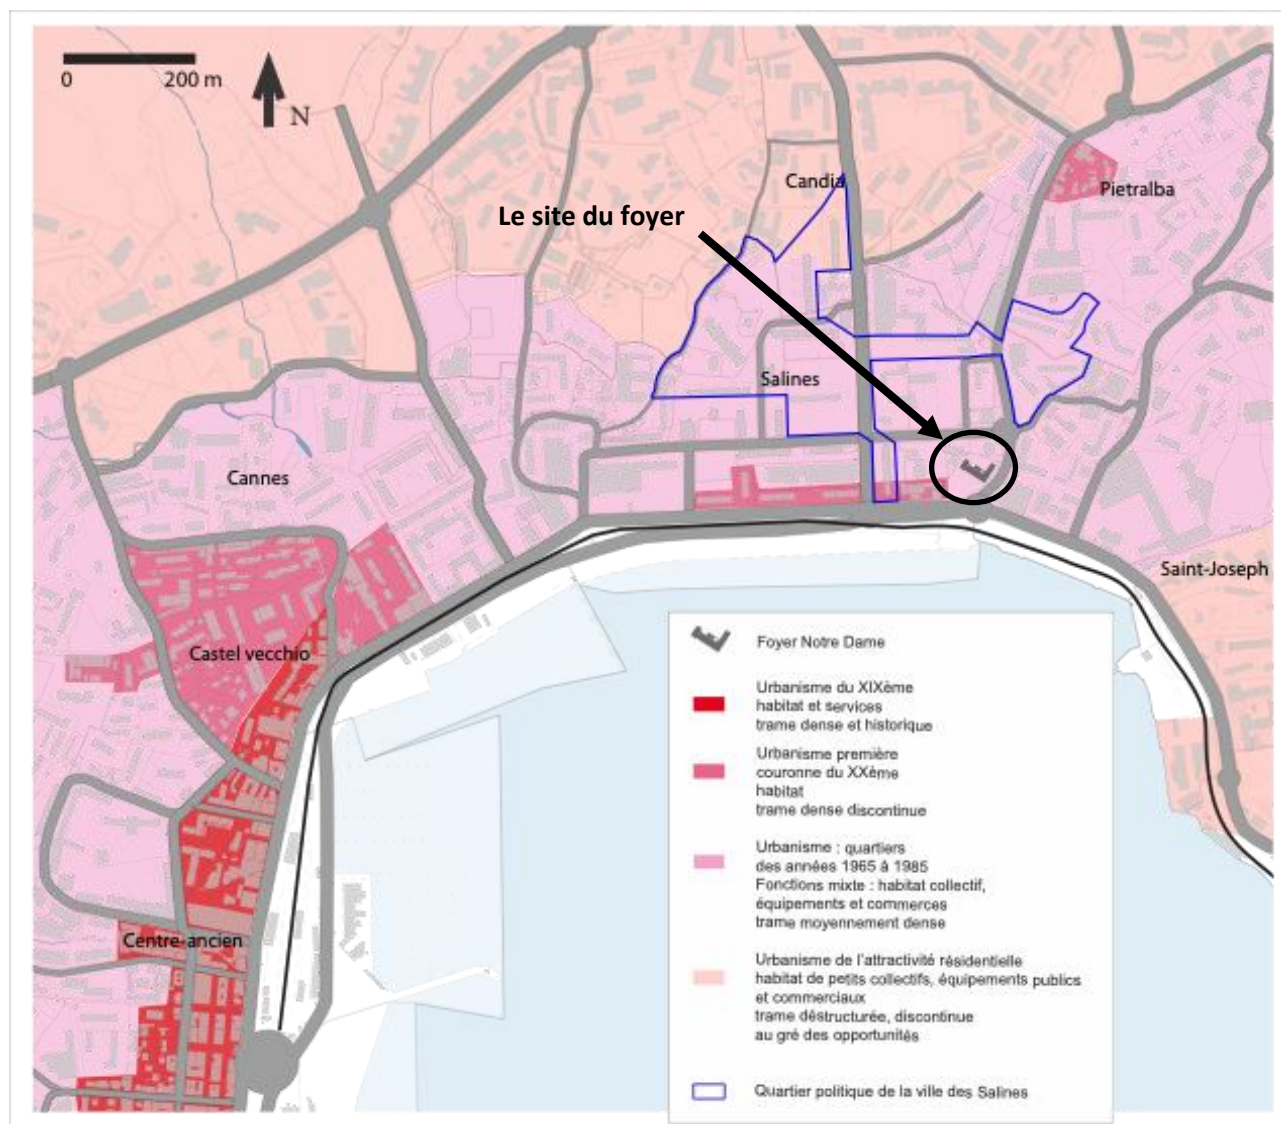 0 200 m
N
Candia
Pietralba
Le site du foyer
Salines
Cannes
Saint-Joseph
Castel vecchio
Centre-ancien
Foyer Notre Dame
Urbanisme du XIXème
habitat et services
trame dense et historique
Urbanisme première
couronne du XXème
habitat
trame dense discontinue
Urbanisme : quartiers
des années 1965 à 1985
Fonctions mixte : habitat collectif,
équipements et commerces
trame moyennement dense
Urbanisme de l'attractivité résidentielle
habitat de petits collectifs, équipements publics
et commerciaux
trame déstructurée, discontinue
au gré des opportunités
Quartier politique de la ville des Salines